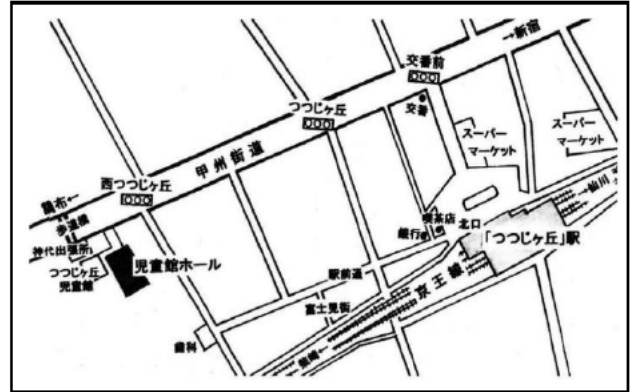 →新宿
交番前
交番
つつじヶ丘
スーパー
マーケット
スーパー
マーケット
甲州街道
西つつじヶ丘
調布←
歩道橋
神代出張所
つつじヶ丘
児童館
児童館ホール
喫茶店
銀行
北口
「つつじヶ丘」駅
→仙川
駅前通
京王線
富士見街
歯科
柴崎←